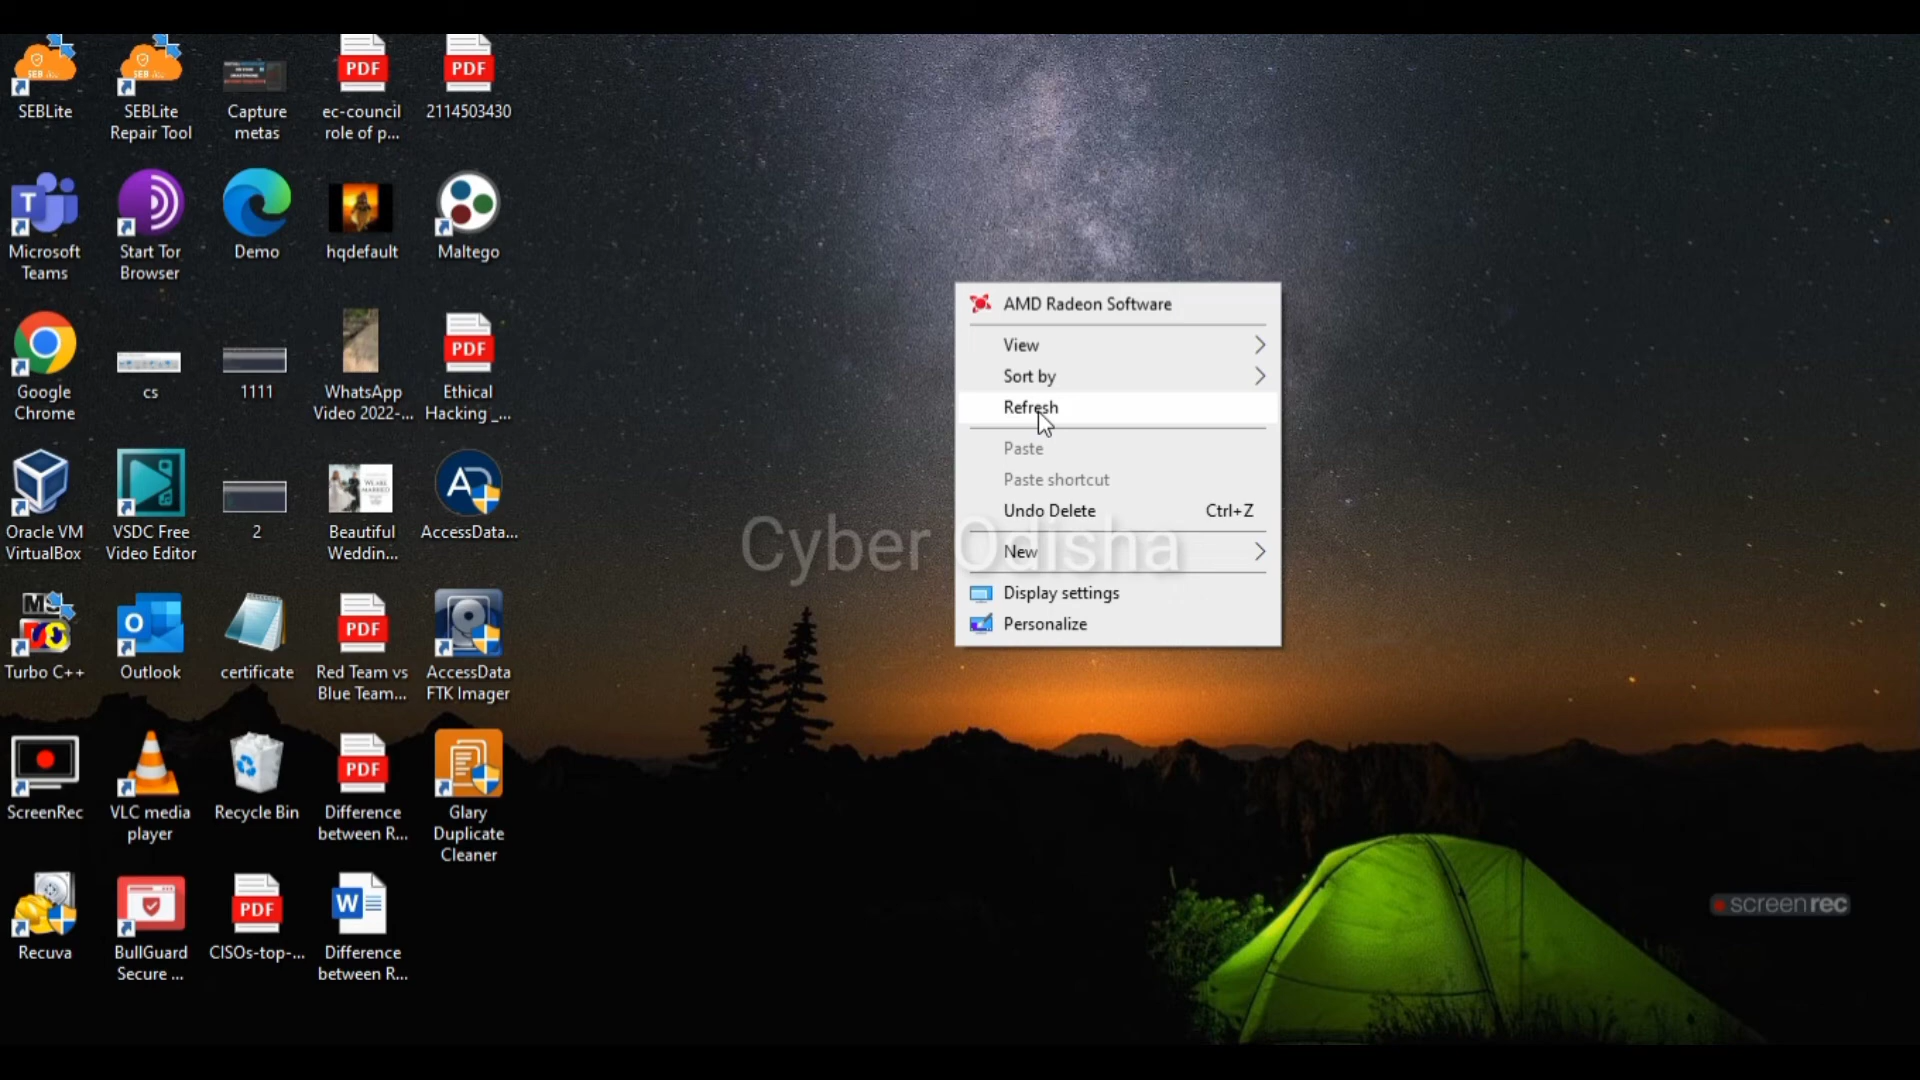 SEBLite
SEBLite
Repair Tool
Capture
metas
PDF
ec-council
role of p...
PDF
2114503430
Microsoft
Teams
Start Tor
Browser
Demo
hqdefault
Maltego
Google
Chrome
cs
1111
WhatsApp
Video 2022-...
PDF
Ethical
Hacking _...
Oracle VM
VirtualBox
VSDC Free
Video Editor
2
Beautiful
Weddin...
AccessData...
Turbo C++
Outlook
certificate
PDF
Red Team vs
Blue Team...
AccessData
FTK Imager
ScreenRec
VLC media
player
Recycle Bin
PDF
Difference
between R...
Glary
Duplicate
Cleaner
Recuva
BullGuard
Secure ...
PDF
CISOs-top-...
W
Difference
between R...
AMD Radeon Software
View
Sort by
Refresh
Paste
Paste shortcut
Undo Delete Ctrl+Z
New
Display settings
Personalize
Cyber Odisha
screenrec